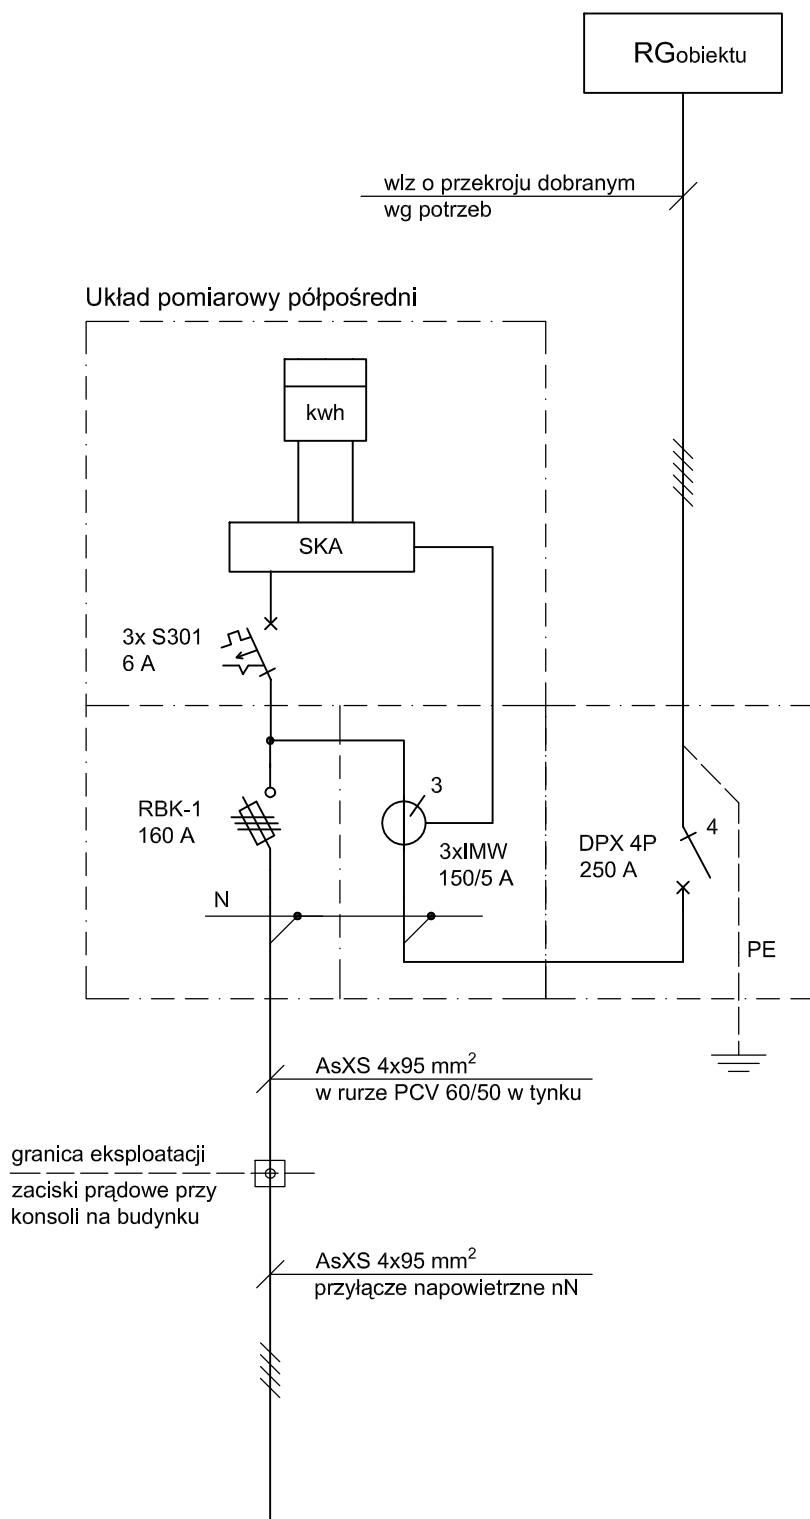 RGobiektu
wlz o przekroju dobranym
wg potrzeb
Układ pomiarowy półpośredni
kwh
SKA
3x S301
6 A
RBK-1
160 A
3
3xIMW
150/5 A
DPX 4P
250 A
4
N
PE
AsXS 4x95 mm²
w rurze PCV 60/50 w tynku
granica eksploatacji
zaciski prądowe przy
konsoli na budynku
AsXS 4x95 mm²
przyłącze napowietrzne nN